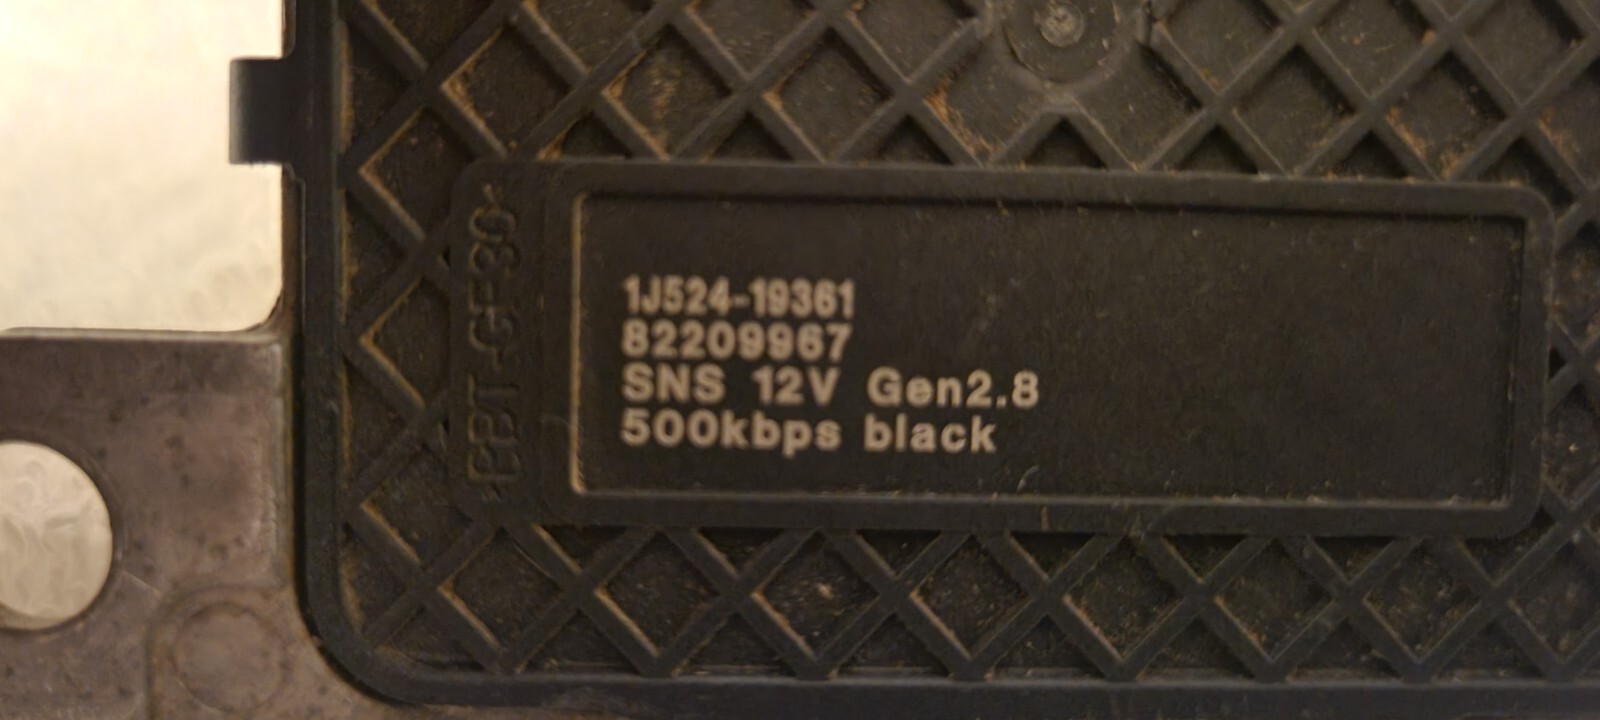 1J524-19361
82209967
SNS 12V Gen2.8
500kbps black